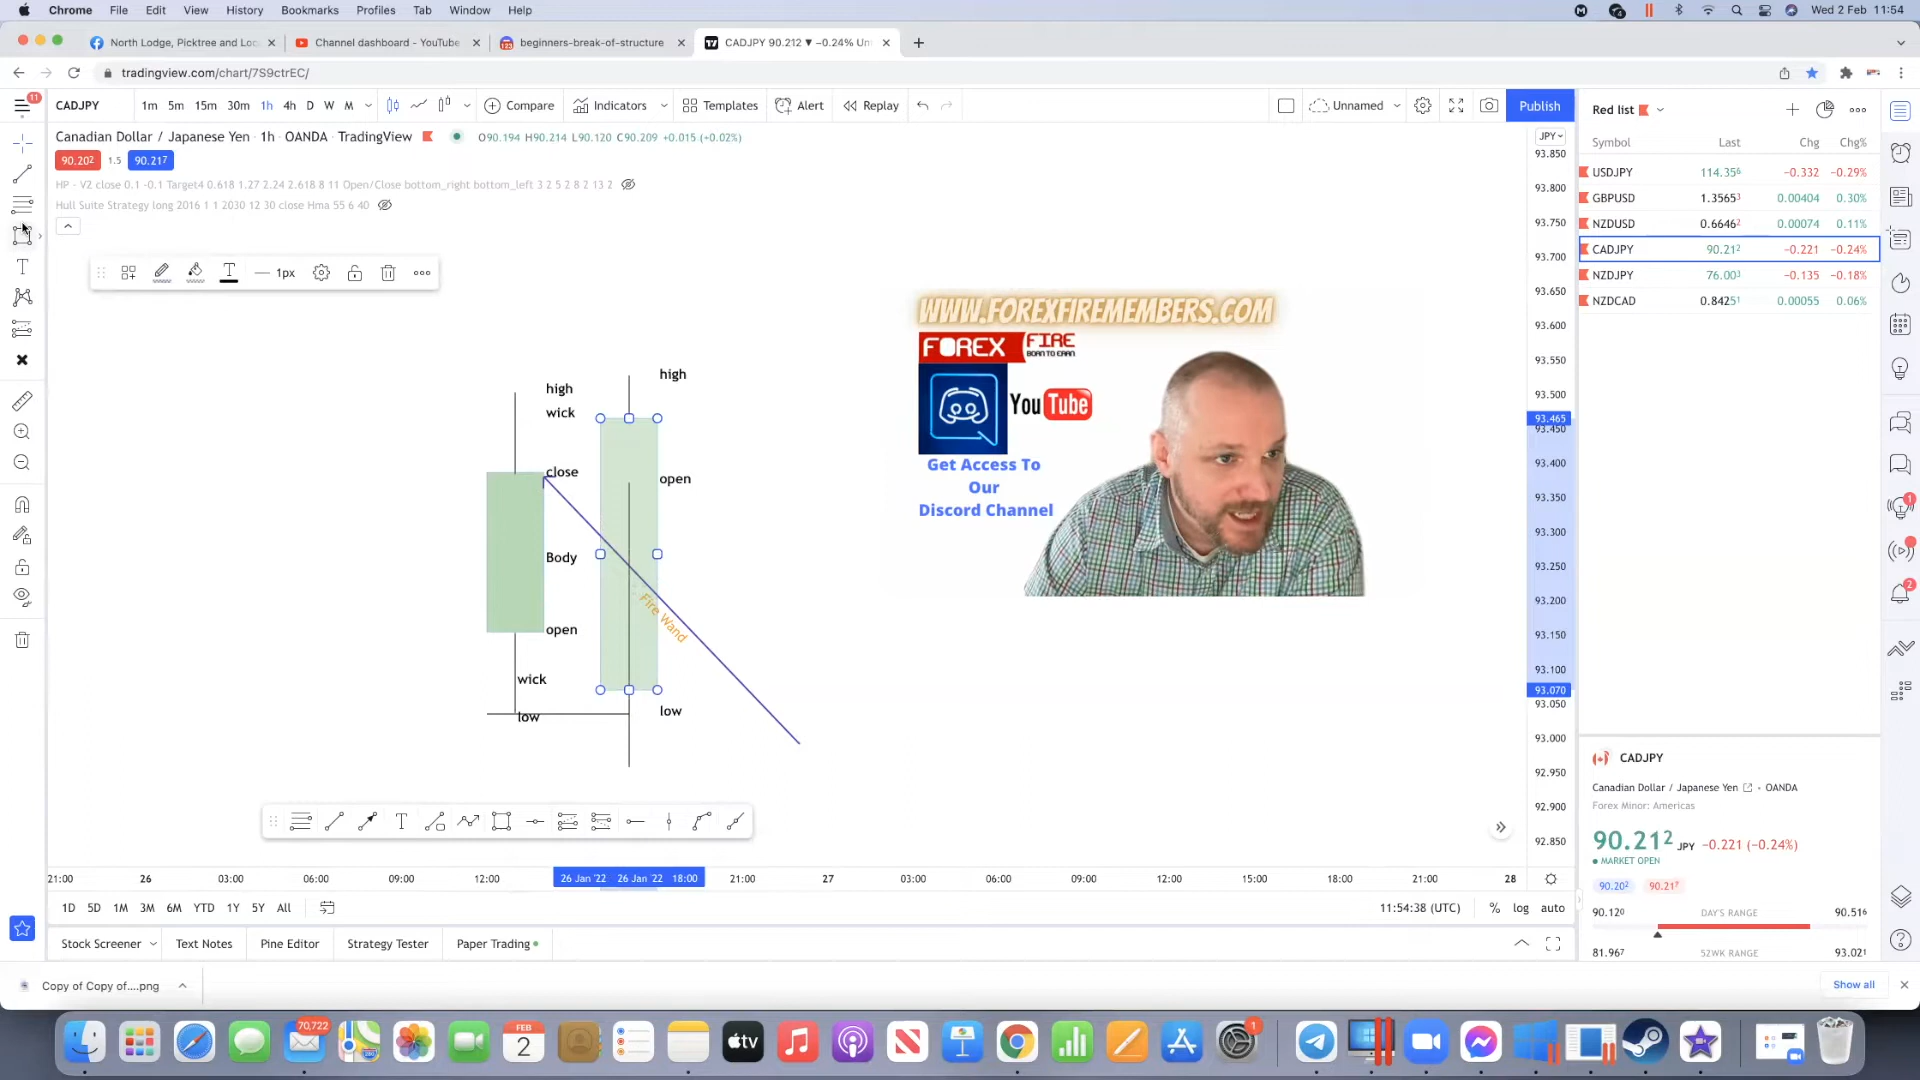 Chrome File Edit View History Bookmarks Profiles Tab Window Help Wed 2 Feb 11:54
North Lodge, Picktree and Loc Channel dashboard - YouTube beginners-break-of-structure CADJPY 90.212 ▼ −0.24% Un
tradingview.com/chart/7S9ctrEC/
11 CADJPY 1m 5m 15m 30m 1h 4h D W M Compare Indicators Templates Alert Replay Unnamed Publish
Red list
Canadian Dollar / Japanese Yen · 1h · OANDA · TradingView O90.194 H90.214 L90.120 C90.209 +0.015 (+0.02%)
90.202 1.5 90.217
HP - V2 close 0.1 -0.1 Target4 0.618 1.27 2.24 2.618 8 11 Open/Close bottom_right bottom_left 3 2 5 2 8 2 13 2
Hull Suite Strategy long 2016 1 1 2030 12 30 close Hma 55 6 40
1px
high
wick
close
Body
open
wick
low
high
open
low
Fire Wand
WWW.FOREXFIREMEMBERS.COM
FOREX FIRE
BORN TO EARN
YouTube
Get Access To
Our
Discord Channel
JPY
93.850
93.800
93.750
93.700
93.650
93.600
93.550
93.500
93.465
93.450
93.400
93.350
93.300
93.250
93.200
93.150
93.100
93.070
93.050
93.000
92.950
92.900
92.850
21:00 26 03:00 06:00 09:00 12:00 26 Jan '22 26 Jan '22 18:00 21:00 27 03:00 06:00 09:00 12:00 15:00 18:00 21:00 28
1D 5D 1M 3M 6M YTD 1Y 5Y All 11:54:38 (UTC) % log auto
Stock Screener Text Notes Pine Editor Strategy Tester Paper Trading
Symbol Last Chg Chg%
USDJPY 114.356 −0.332 −0.29%
GBPUSD 1.35653 0.00404 0.30%
NZDUSD 0.66462 0.00074 0.11%
CADJPY 90.212 −0.221 −0.24%
NZDJPY 76.003 −0.135 −0.18%
NZDCAD 0.84251 0.00055 0.06%
1
2
CADJPY
Canadian Dollar / Japanese Yen • OANDA
Forex Minor: Americas
90.212 JPY −0.221 (−0.24%)
MARKET OPEN
90.202 90.217
90.120 DAY'S RANGE 90.516
81.967 52WK RANGE 93.021
Copy of Copy of....png Show all
70,722 FEB 2 tv 1